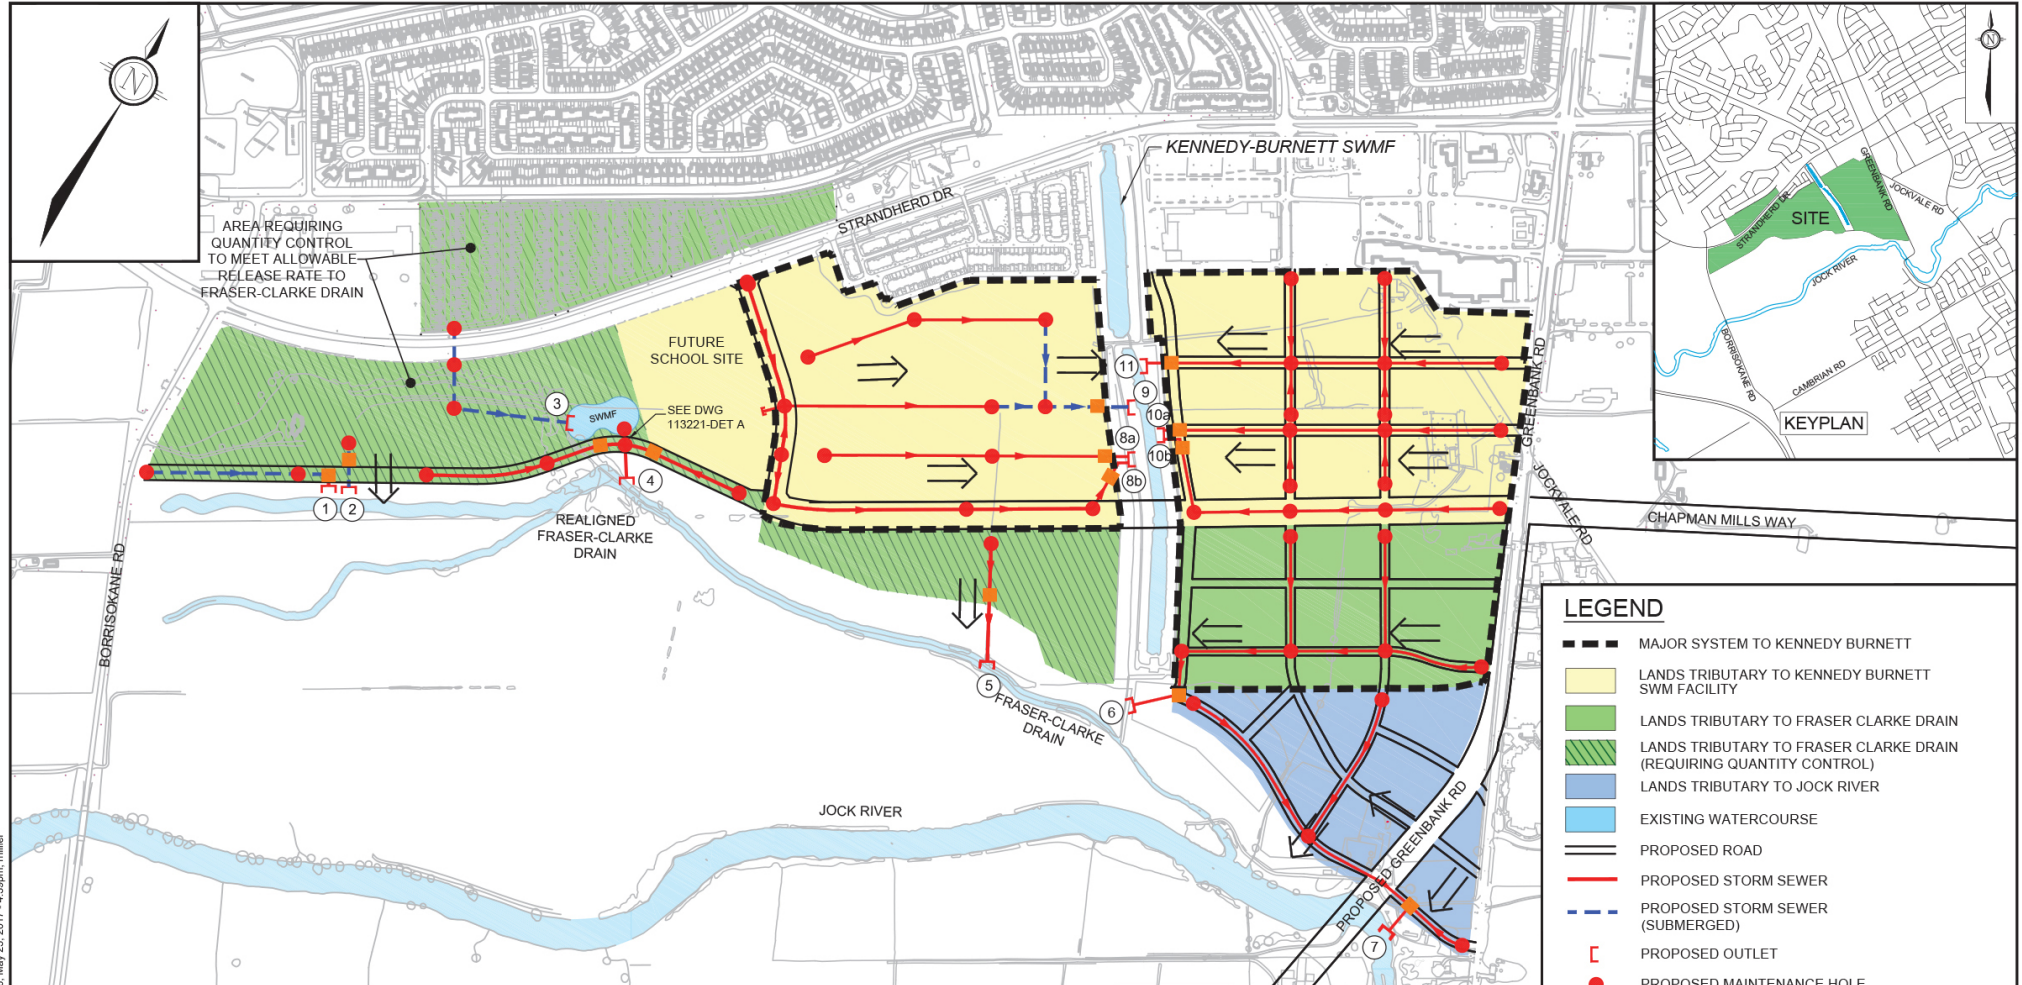 N
AREA REQUIRING
QUANTITY CONTROL
TO MEET ALLOWABLE
RELEASE RATE TO
FRASER-CLARKE DRAIN
STRANDHERD DR
KENNEDY-BURNETT SWMF
FUTURE
SCHOOL SITE
SWMF
SEE DWG
113221-DET A
1
2
3
4
5
6
7
8a
8b
9
10a
10b
11
REALIGNED
FRASER-CLARKE
DRAIN
FRASER-CLARKE
DRAIN
BORRISOKANE RD
JOCK RIVER
GREENBANK RD
JOCKVALE RD
CHAPMAN MILLS WAY
PROPOSED GREENBANK RD
N
SITE
STRANDHERD DR
GREENBANK RD
JOCKVALE RD
JOCK RIVER
BORRISOKANE RD
CAMBRIAN RD
KEYPLAN
LEGEND
MAJOR SYSTEM TO KENNEDY BURNETT
LANDS TRIBUTARY TO KENNEDY BURNETT
SWM FACILITY
LANDS TRIBUTARY TO FRASER CLARKE DRAIN
LANDS TRIBUTARY TO FRASER CLARKE DRAIN
(REQUIRING QUANTITY CONTROL)
LANDS TRIBUTARY TO JOCK RIVER
EXISTING WATERCOURSE
PROPOSED ROAD
PROPOSED STORM SEWER
PROPOSED STORM SEWER
(SUBMERGED)
PROPOSED OUTLET
PROPOSED MAINTENANCE HOLE